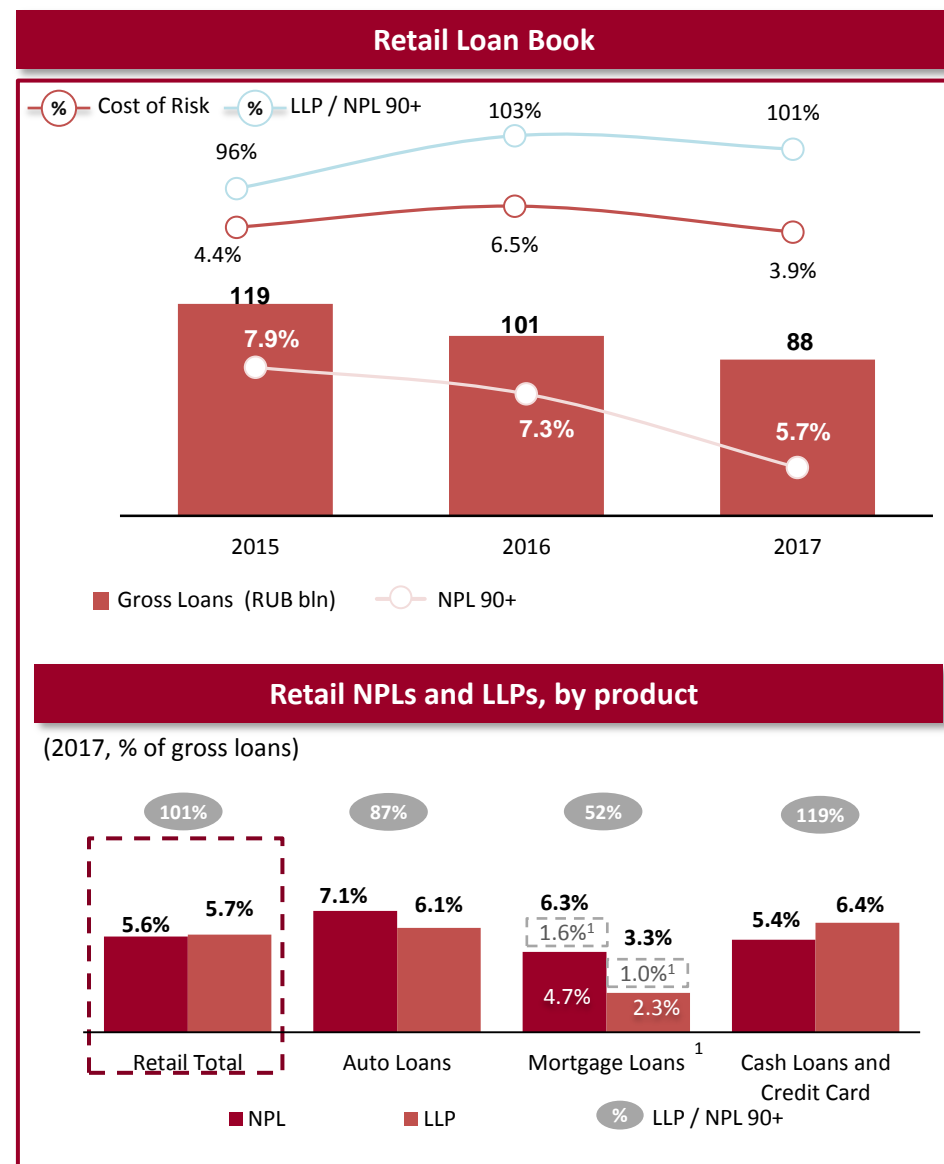 Retail Loan Book
% Cost of Risk % LLP / NPL 90+
96% 103% 101%
4.4% 6.5% 3.9%
119 101 88
7.9% 7.3% 5.7%
2015 2016 2017
Gross Loans (RUB bln) NPL 90+
Retail NPLs and LLPs, by product
(2017, % of gross loans)
101% 87% 52% 119%
5.6% 5.7% 7.1% 6.1% 6.3% 3.3% 5.4% 6.4%
1.6%¹ 1.0%¹
4.7% 2.3%
Retail Total Auto Loans Mortgage Loans ¹ Cash Loans and
Credit Card
NPL LLP % LLP / NPL 90+